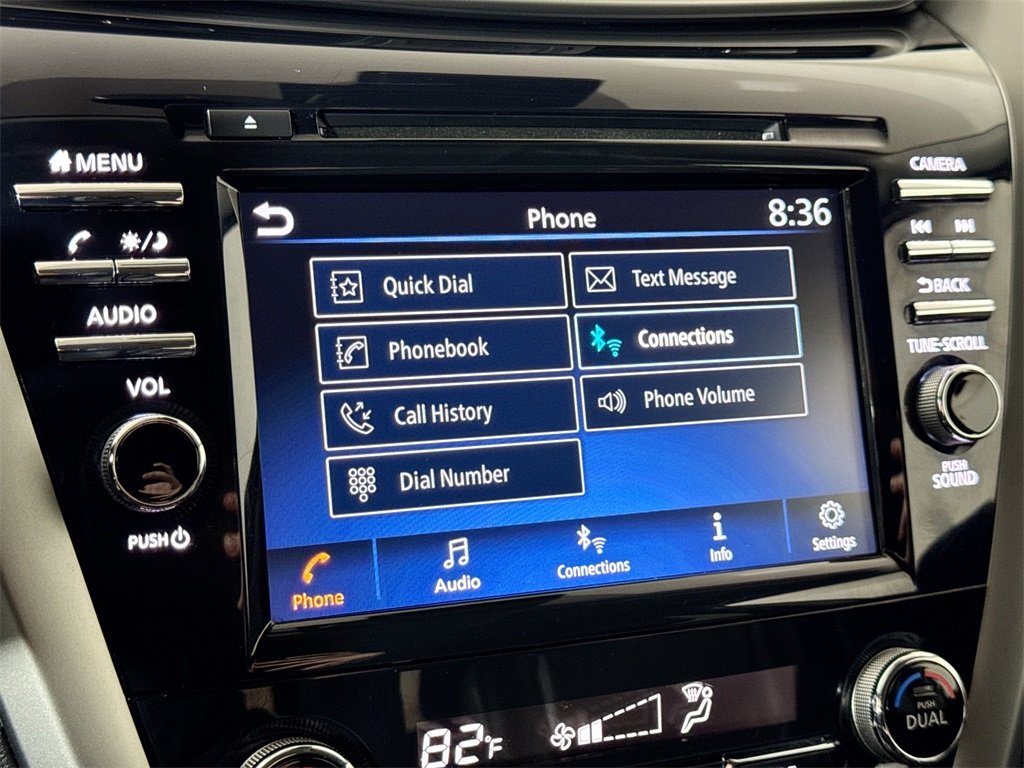 MENU
CAMERA
Phone
8:36
Quick Dial
Text Message
AUDIO
BACK
Phonebook
Connections
TUNE·SCROLL
VOL
Call History
Phone Volume
Dial Number
PUSH
SOUND
PUSH
Phone
Audio
Connections
Info
Settings
82°F
PUSH
DUAL